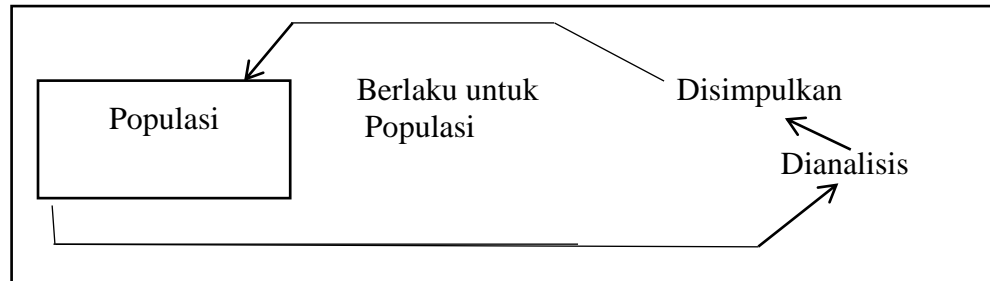 Populasi
Berlaku untuk
Populasi
Disimpulkan
Dianalisis